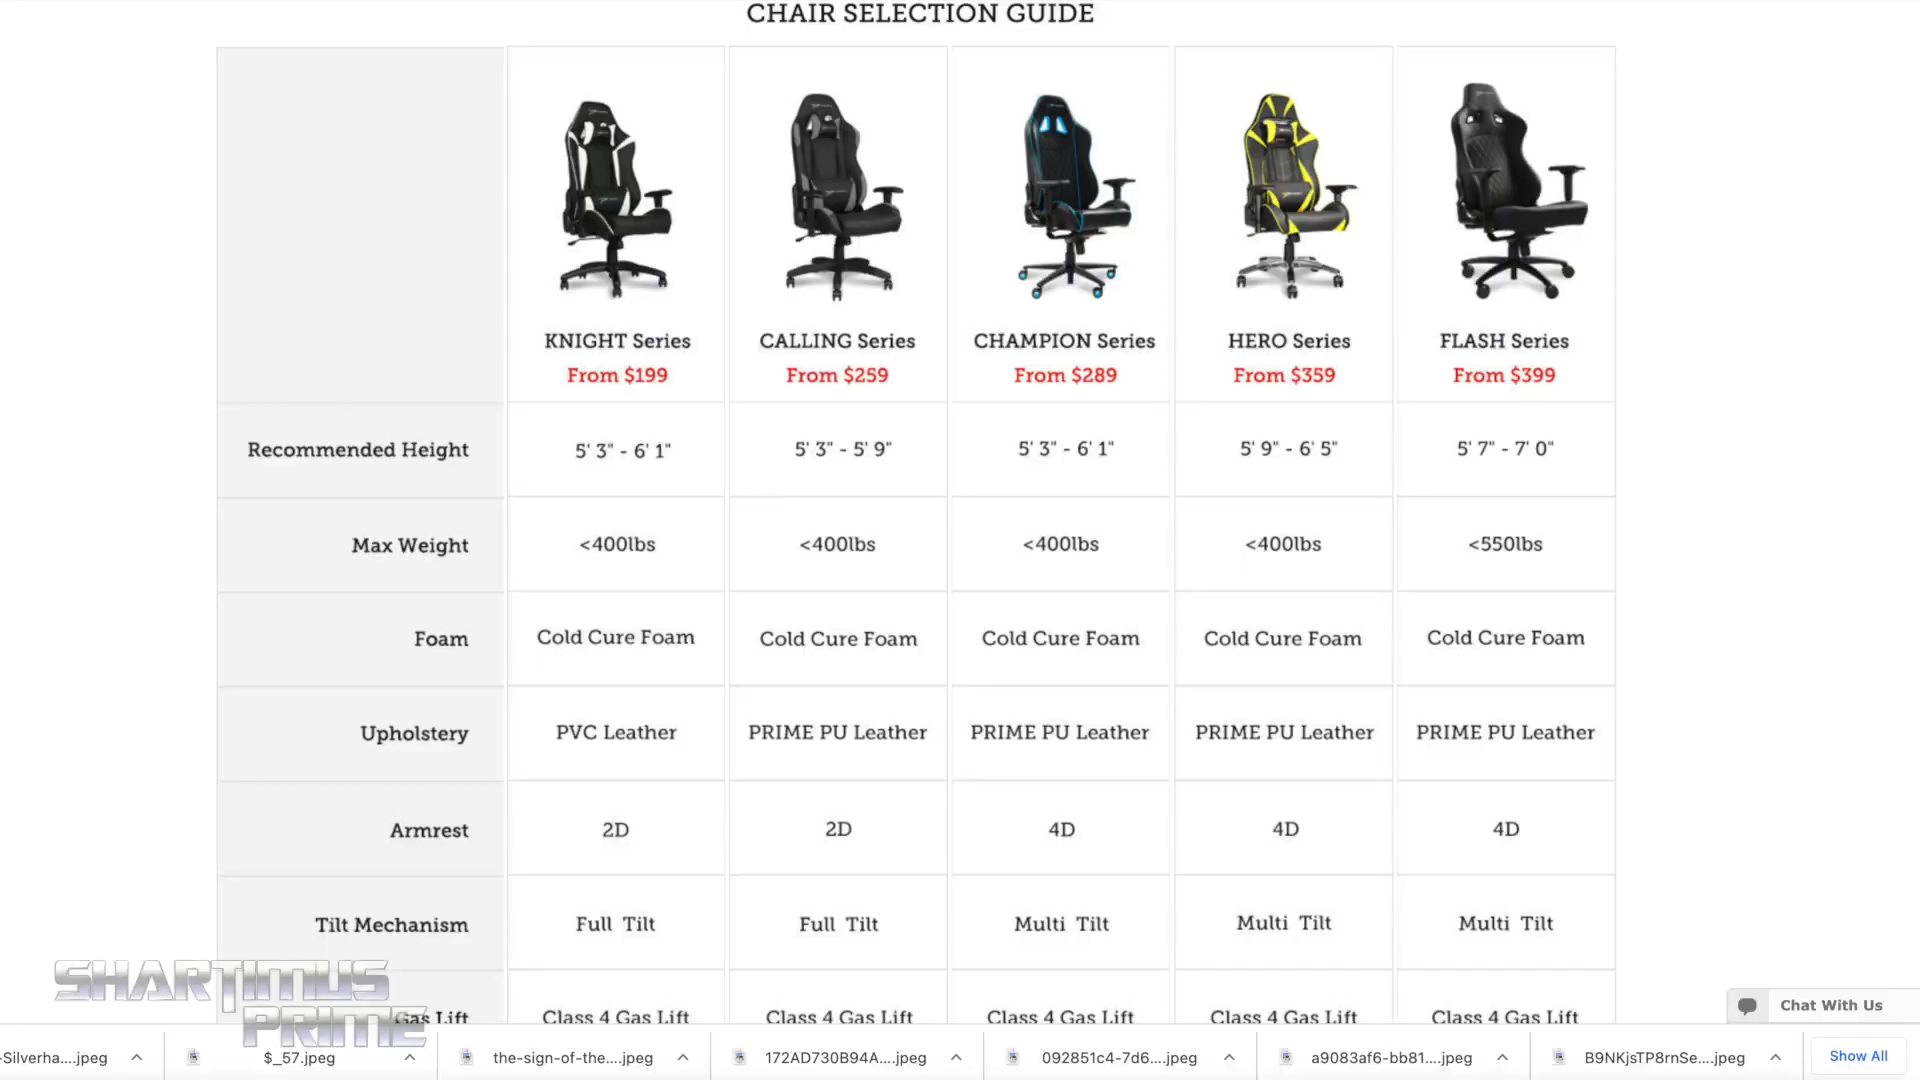 CHAIR SELECTION GUIDE
KNIGHT Series CALLING Series CHAMPION Series HERO Series FLASH Series
From $199 From $259 From $289 From $359 From $399
Recommended Height 5' 3" - 6' 1" 5' 3" - 5' 9" 5' 3" - 6' 1" 5' 9" - 6' 5" 5' 7" - 7' 0"
Max Weight <400lbs <400lbs <400lbs <400lbs <550lbs
Foam Cold Cure Foam Cold Cure Foam Cold Cure Foam Cold Cure Foam Cold Cure Foam
Upholstery PVC Leather PRIME PU Leather PRIME PU Leather PRIME PU Leather PRIME PU Leather
Armrest 2D 2D 4D 4D 4D
Tilt Mechanism Full Tilt Full Tilt Multi Tilt Multi Tilt Multi Tilt
Gas Lift Class 4 Gas Lift Class 4 Gas Lift Class 4 Gas Lift Class 4 Gas Lift Class 4 Gas Lift
SHARTIMUS
PRIME
Chat With Us
-Silverha....jpeg $_57.jpeg the-sign-of-the....jpeg 172AD730B94A....jpeg 092851c4-7d6....jpeg a9083af6-bb81....jpeg B9NKjsTP8rnSe....jpeg Show All